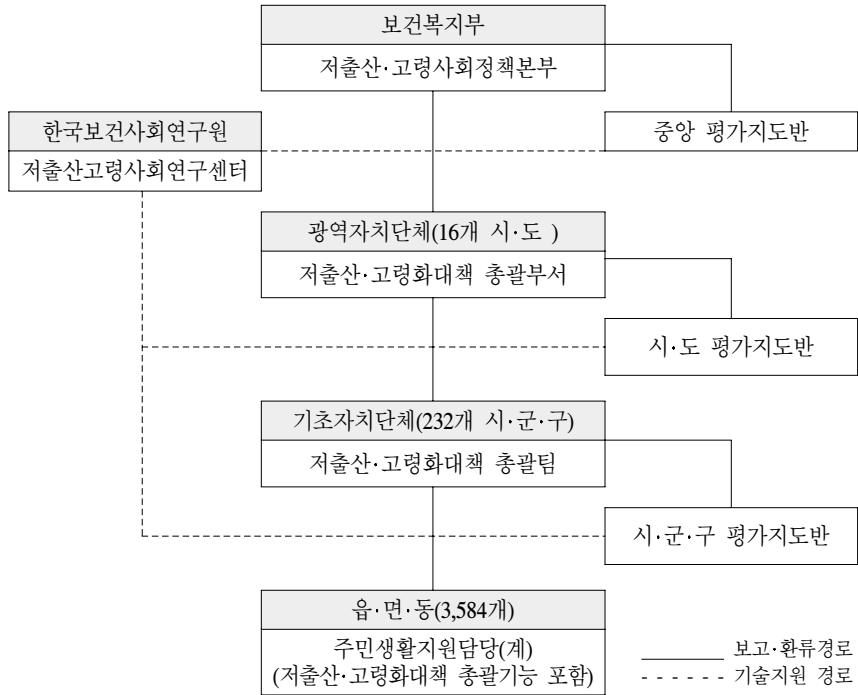 보건복지부
저출산·고령사회정책본부
한국보건사회연구원
저출산고령사회연구센터
중앙 평가지도반
광역자치단체(16개 시·도 )
저출산·고령화대책 총괄부서
시·도 평가지도반
기초자치단체(232개 시·군·구)
저출산·고령화대책 총괄팀
시·군·구 평가지도반
읍·면·동(3,584개)
주민생활지원담당(계)
(저출산·고령화대책 총괄기능 포함)
보고·환류경로
기술지원 경로